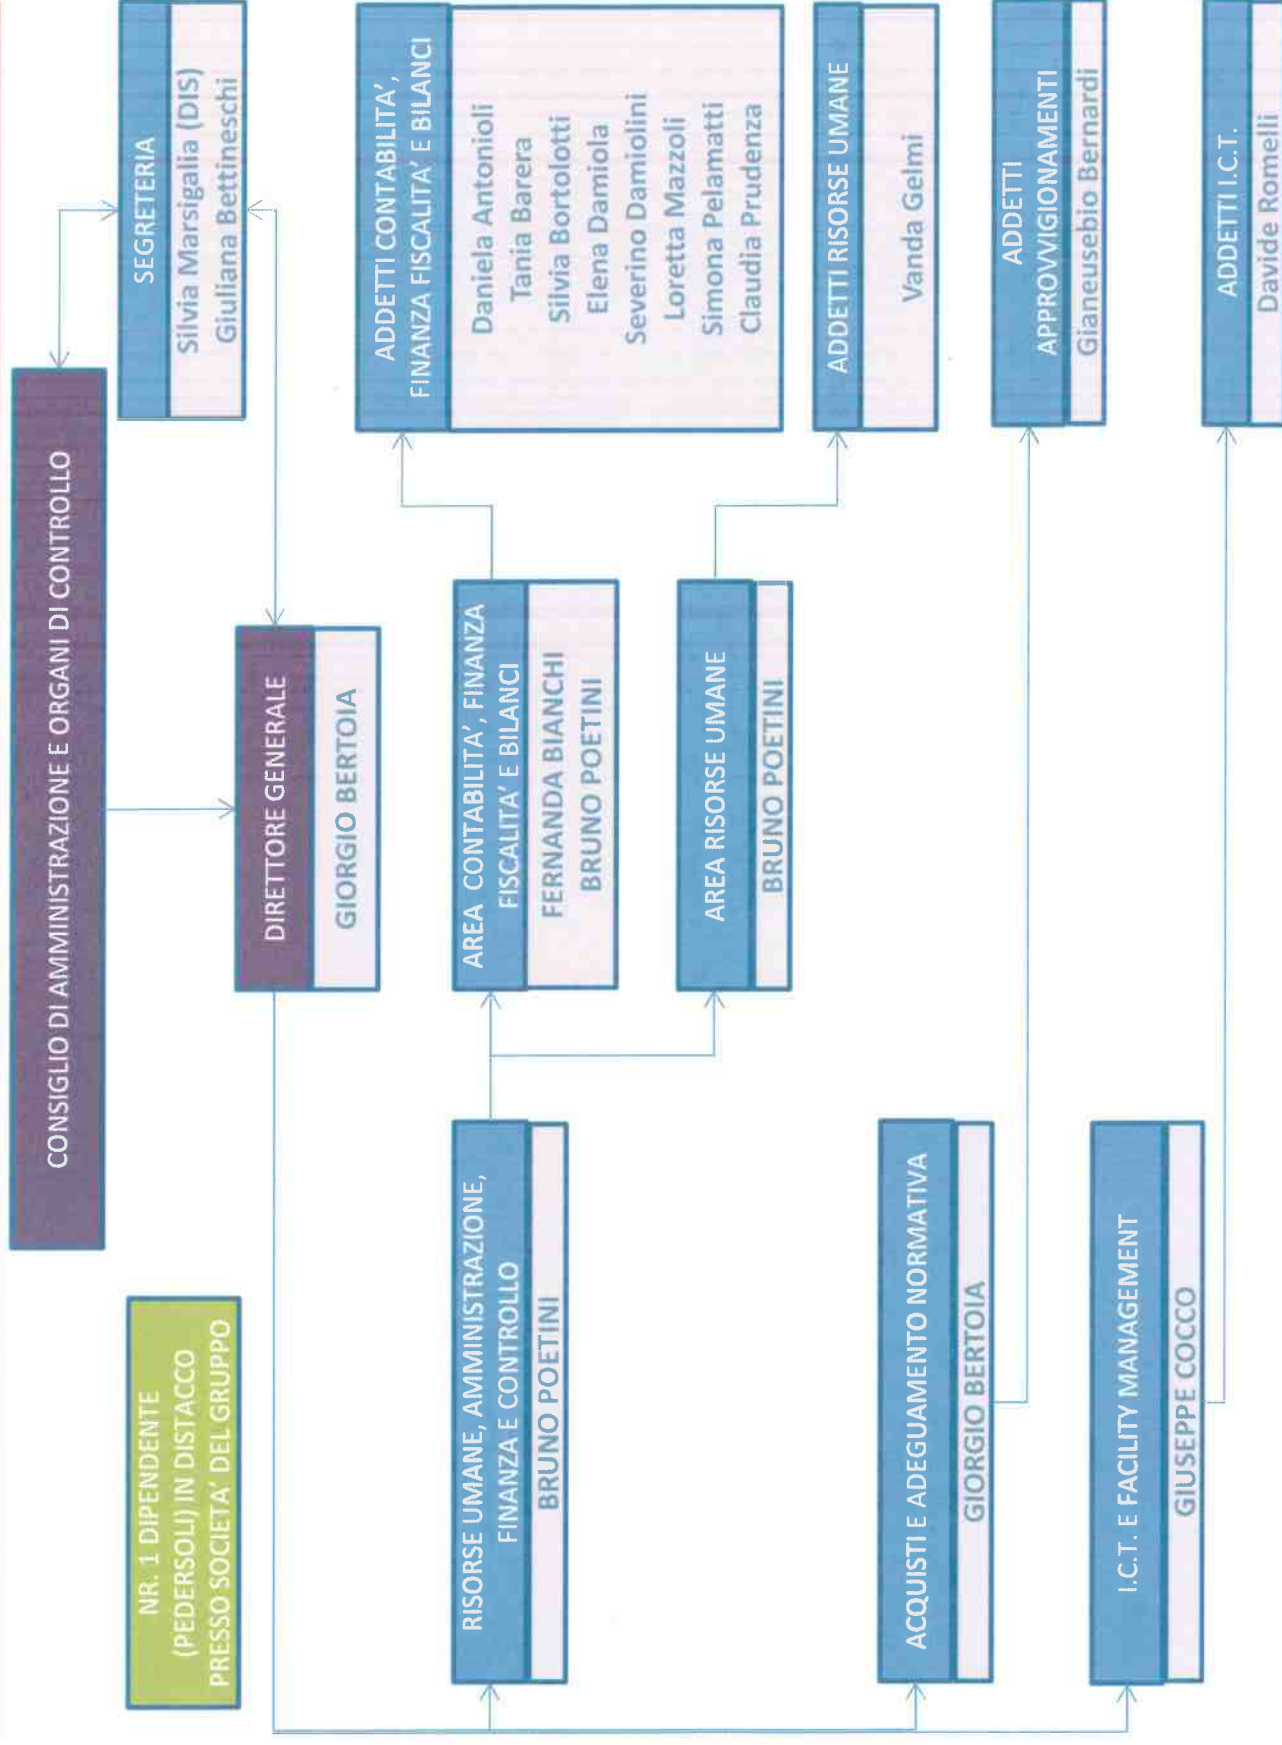 CONSIGLIO DI AMMINISTRAZIONE E ORGANI DI CONTROLLO
NR. 1 DIPENDENTE
(PEDERSOLI) IN DISTACCO
PRESSO SOCIETA' DEL GRUPPO
SEGRETERIA
Silvia Marsigalia (DIS)
Giuliana Bettineschi
DIRETTORE GENERALE
GIORGIO BERTOIA
RISORSE UMANE, AMMINISTRAZIONE,
FINANZA E CONTROLLO
BRUNO POETINI
AREA CONTABILITA', FINANZA
FISCALITA' E BILANCI
FERNANDA BIANCHI
BRUNO POETINI
ADDETTI CONTABILITA',
FINANZA FISCALITA' E BILANCI
Daniela Antonioli
Tania Barera
Silvia Bortolotti
Elena Damiola
Severino Damiolini
Loretta Mazzoli
Simona Pelamatti
Claudia Prudenza
AREA RISORSE UMANE
BRUNO POETINI
ADDETTI RISORSE UMANE
Vanda Gelmi
ACQUISTI E ADEGUAMENTO NORMATIVA
GIORGIO BERTOIA
ADDETTI
APPROVVIGIONAMENTI
Gianeusebio Bernardi
I.C.T. E FACILITY MANAGEMENT
GIUSEPPE COCCO
ADDETTI I.C.T.
Davide Romelli